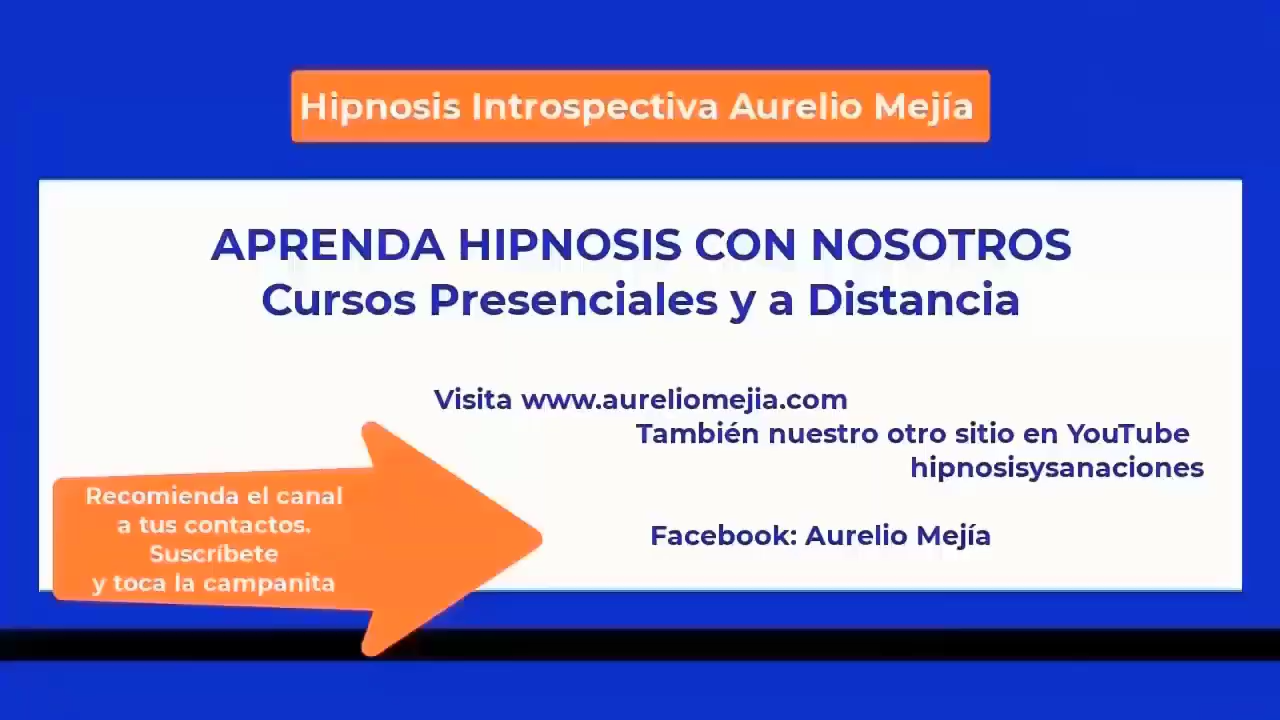 Hipnosis Introspectiva Aurelio Mejía
APRENDA HIPNOSIS CON NOSOTROS
Cursos Presenciales y a Distancia
Visita www.aureliomejia.com
También nuestro otro sitio en YouTube
hipnosisysanaciones
Facebook: Aurelio Mejía
Recomienda el canal
a tus contactos.
Suscríbete
y toca la campanita